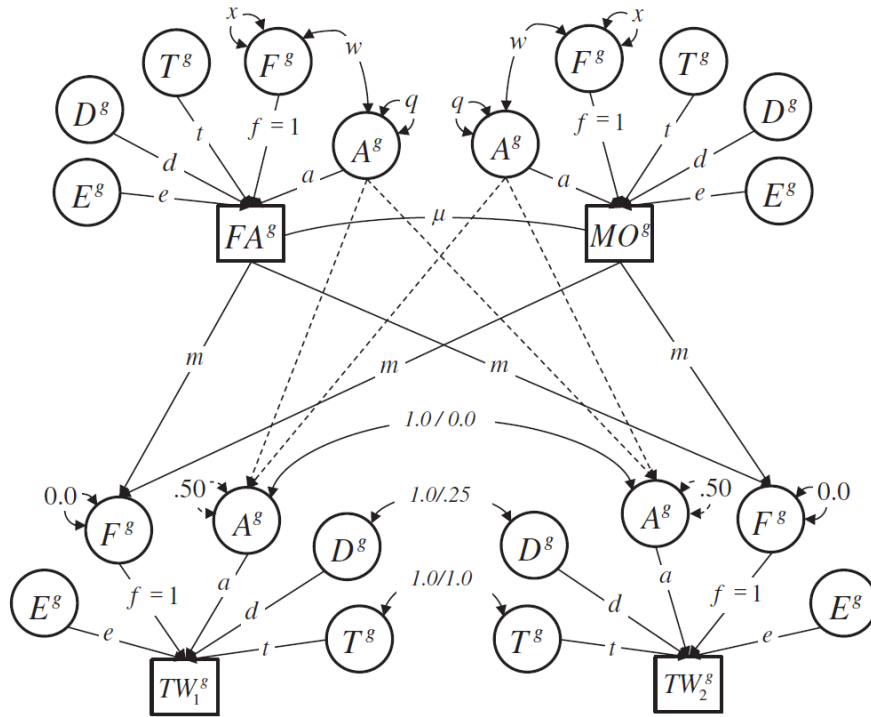 x x
w w
T^g F^g F^g T^g
D^g q q D^g
t f = 1 f = 1 t
A^g A^g
d a a d
E^g e e E^g
FA^g μ MO^g
m m m m
1.0 / 0.0
0.0 .50 .50 0.0
F^g A^g 1.0/.25 A^g F^g
D^g D^g
E^g f = 1 a 1.0/1.0 a f = 1 E^g
d d
e t T^g T^g t e
TW_1^g TW_2^g